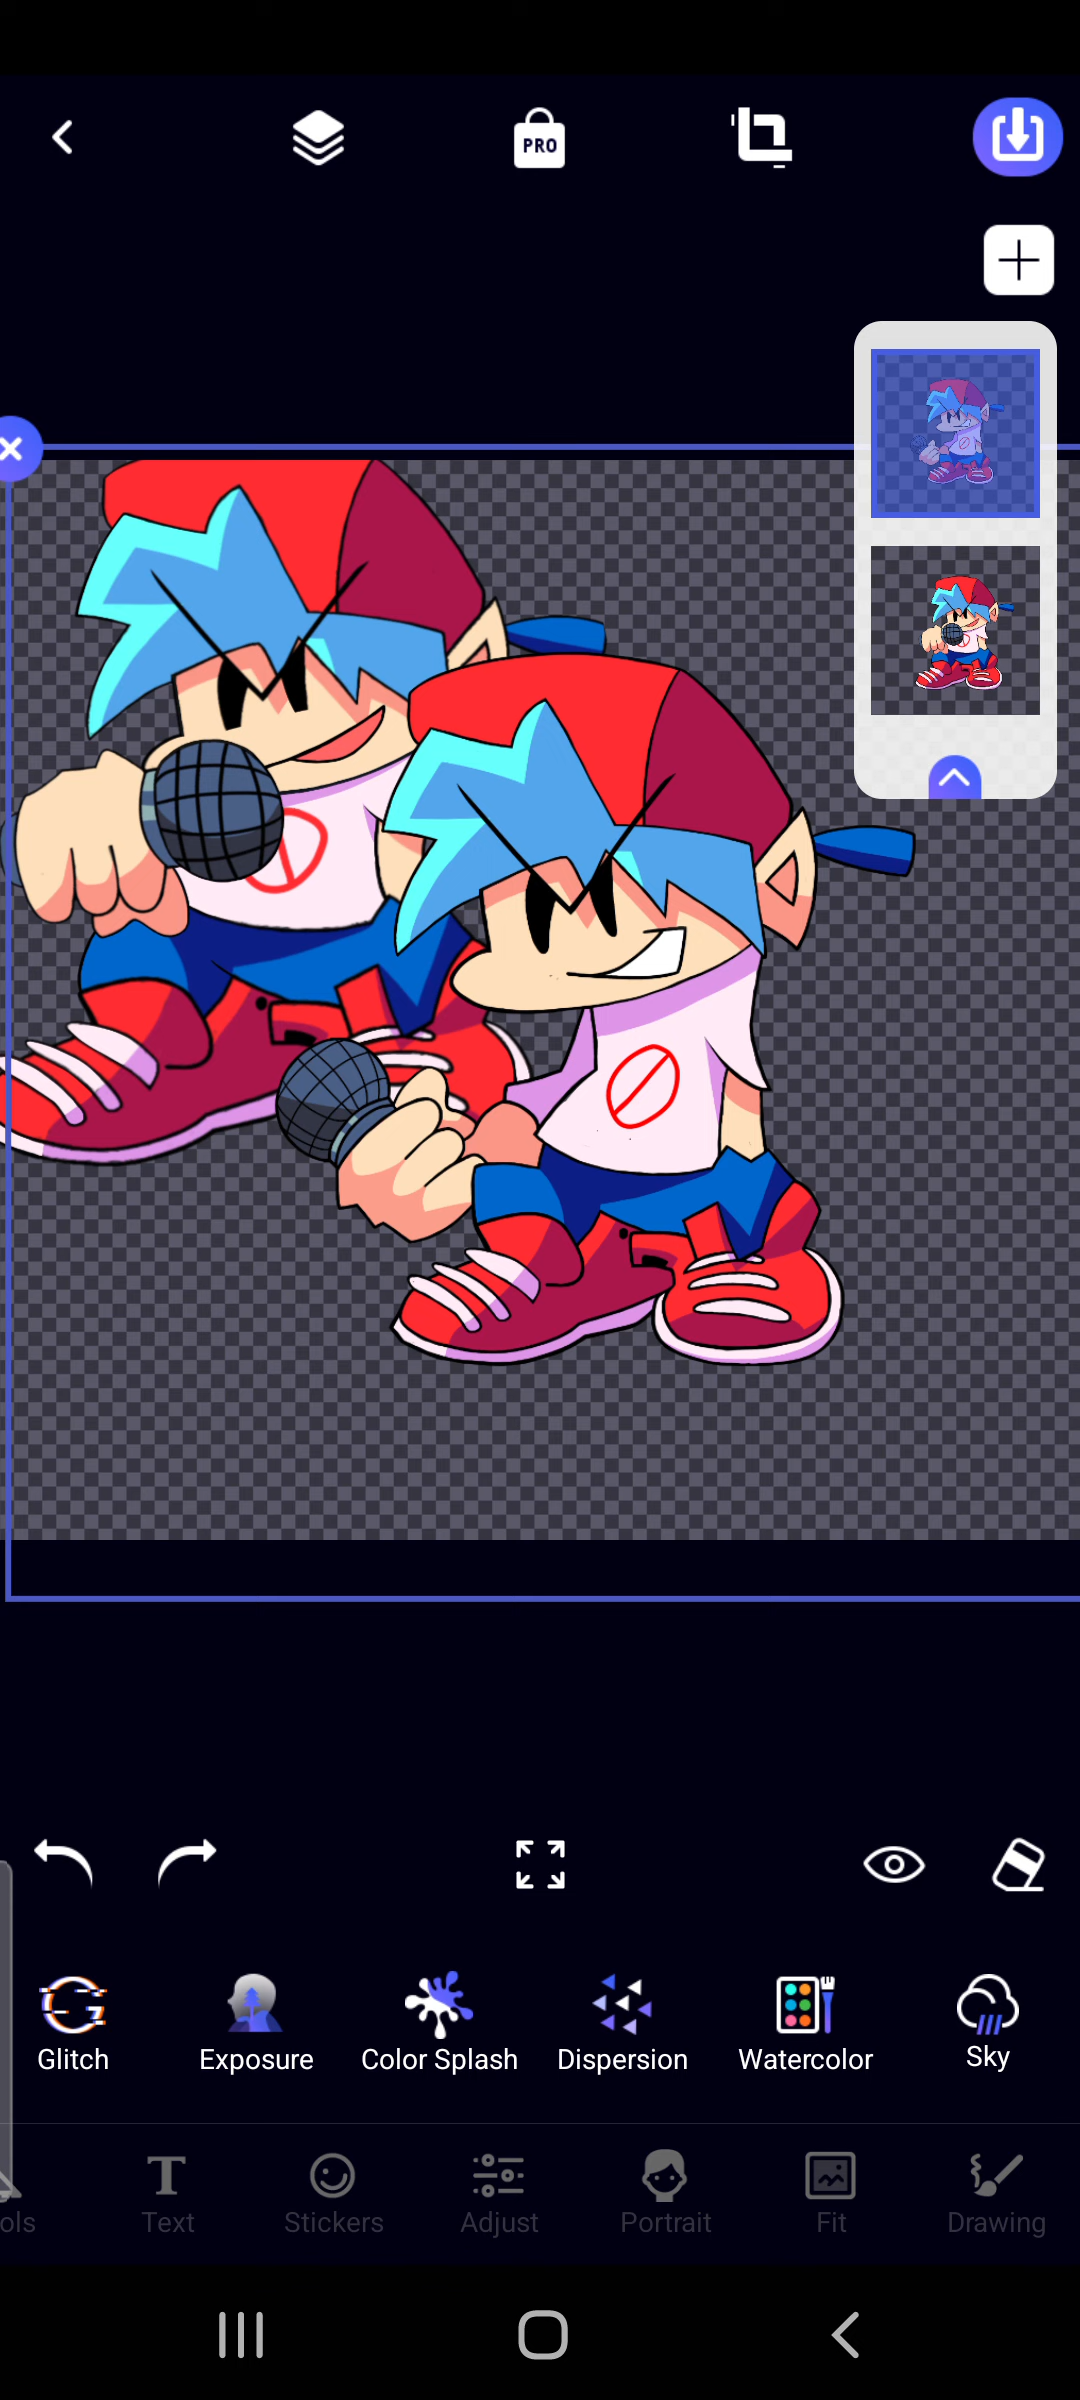 PRO
Glitch
Exposure
Color Splash
Dispersion
Watercolor
Sky
ols
Text
Stickers
Adjust
Portrait
Fit
Drawing